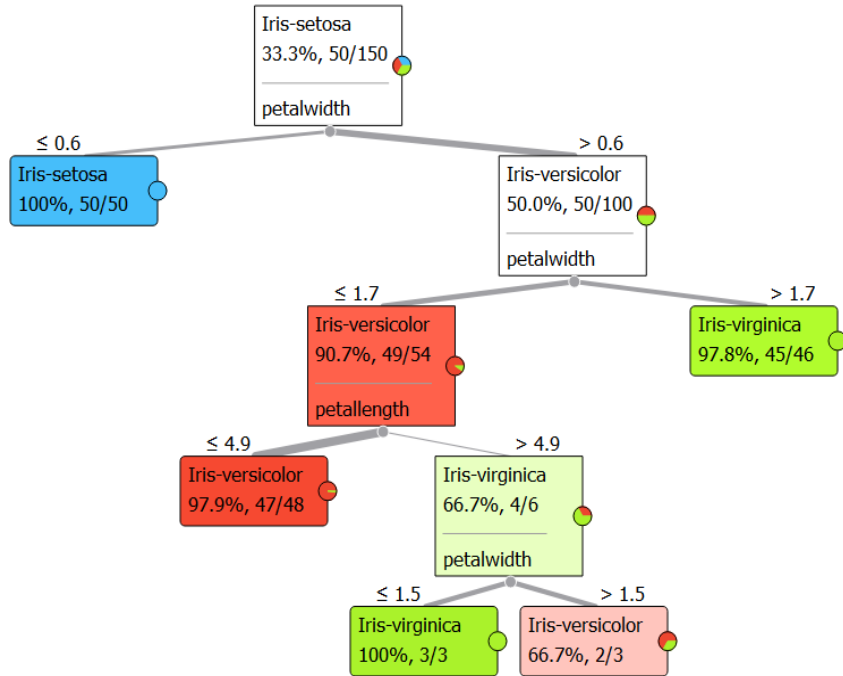 Iris-setosa
33.3%, 50/150
petalwidth
≤ 0.6
> 0.6
Iris-setosa
100%, 50/50
Iris-versicolor
50.0%, 50/100
petalwidth
≤ 1.7
> 1.7
Iris-versicolor
90.7%, 49/54
petallength
Iris-virginica
97.8%, 45/46
≤ 4.9
> 4.9
Iris-versicolor
97.9%, 47/48
Iris-virginica
66.7%, 4/6
petalwidth
≤ 1.5
> 1.5
Iris-virginica
100%, 3/3
Iris-versicolor
66.7%, 2/3